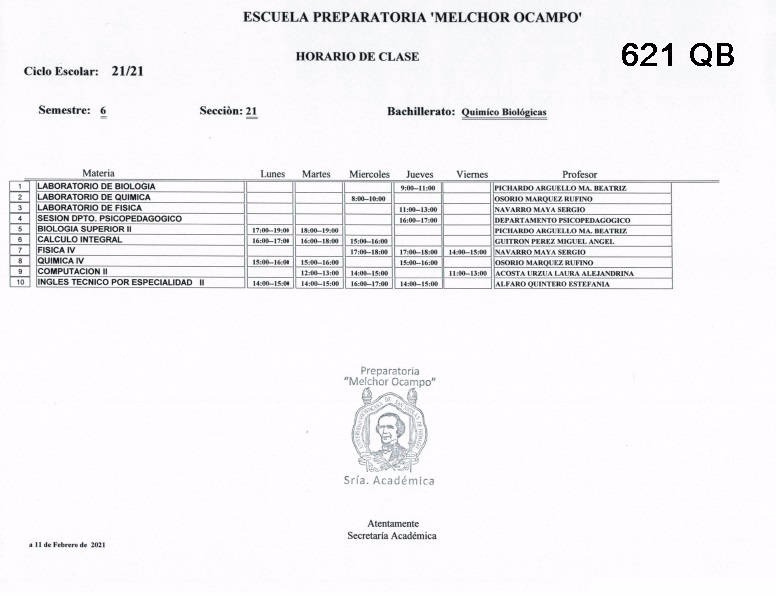 ESCUELA PREPARATORIA 'MELCHOR OCAMPO'
HORARIO DE CLASE
621 QB
Ciclo Escolar: 21/21
Semestre: 6 Secciòn: 21 Bachillerato: Quimíco Biológicas
Materia Lunes Martes Miercoles Jueves Viernes Profesor
1 LABORATORIO DE BIOLOGIA 9:00--11:00 PICHARDO ARGUELLO MA. BEATRIZ
2 LABORATORIO DE QUIMICA 8:00--10:00 OSORIO MARQUEZ RUFINO
3 LABORATORIO DE FISICA 11:00--13:00 NAVARRO MAYA SERGIO
4 SESION DPTO. PSICOPEDAGOGICO 16:00--17:00 DEPARTAMENTO PSICOPEDAGOGICO
5 BIOLOGIA SUPERIOR II 17:00--19:00 18:00--19:00 PICHARDO ARGUELLO MA. BEATRIZ
6 CALCULO INTEGRAL 16:00--17:00 16:00--18:00 15:00--16:00 GUITRON PEREZ MIGUEL ANGEL
7 FISICA IV 17:00--18:00 17:00--18:00 14:00--15:00 NAVARRO MAYA SERGIO
8 QUIMICA IV 15:00--16:00 15:00--16:00 15:00--16:00 OSORIO MARQUEZ RUFINO
9 COMPUTACION II 12:00--13:00 14:00--15:00 11:00--13:00 ACOSTA URZUA LAURA ALEJANDRINA
10 INGLES TECNICO POR ESPECIALIDAD II 14:00--15:00 14:00--15:00 16:00--17:00 14:00--15:00 ALFARO QUINTERO ESTEFANIA
Preparatoria
"Melchor Ocampo"
Sría. Académica
Atentamente
Secretaría Académica
a 11 de Febrero de 2021